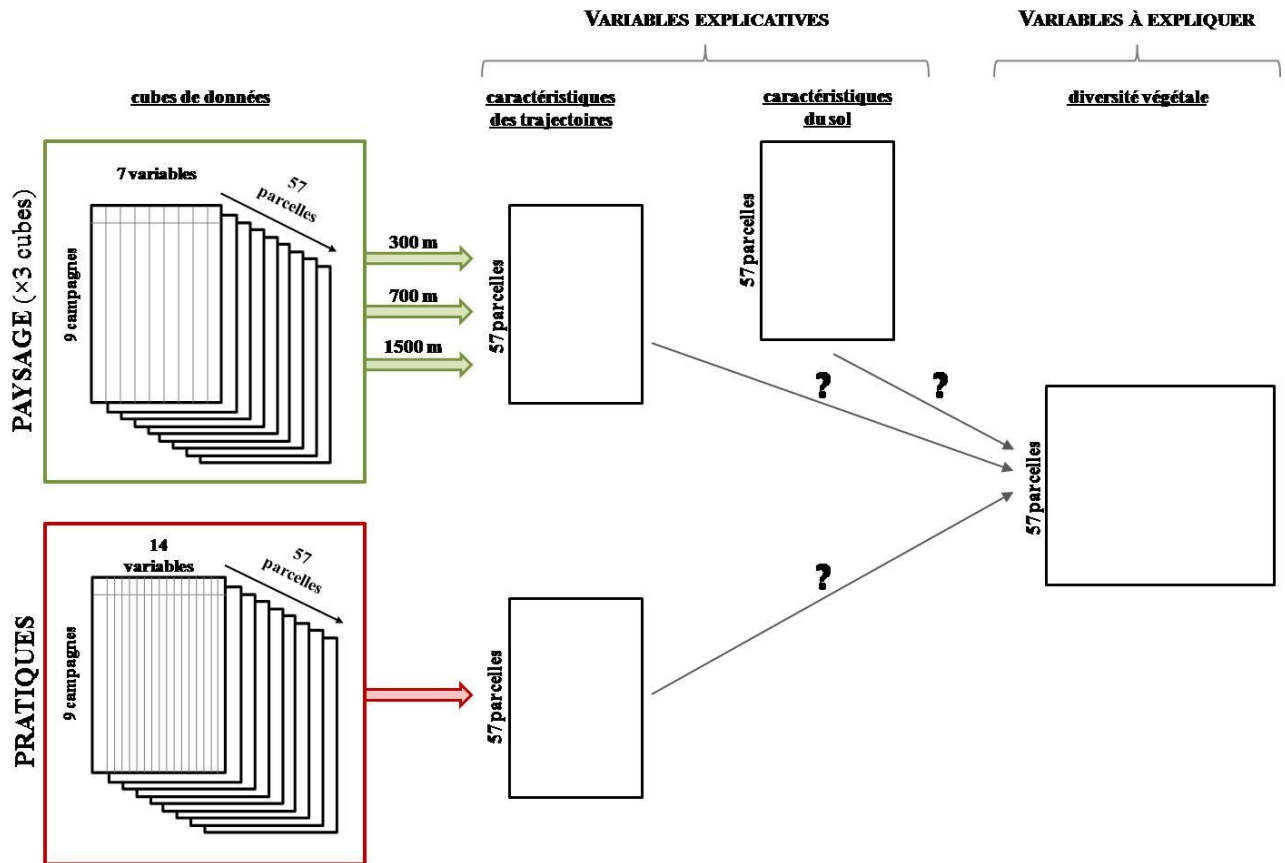 VARIABLES EXPLICATIVES
VARIABLES À EXPLIQUER
cubes de données
caractéristiques
des trajectoires
caractéristiques
du sol
diversité végétale
PAYSAGE (×3 cubes)
7 variables
57
parcelles
9 campagnes
300 m
700 m
1500 m
57 parcelles
57 parcelles
?
?
57 parcelles
PRATIQUES
14
variables
57
parcelles
9 campagnes
57 parcelles
?